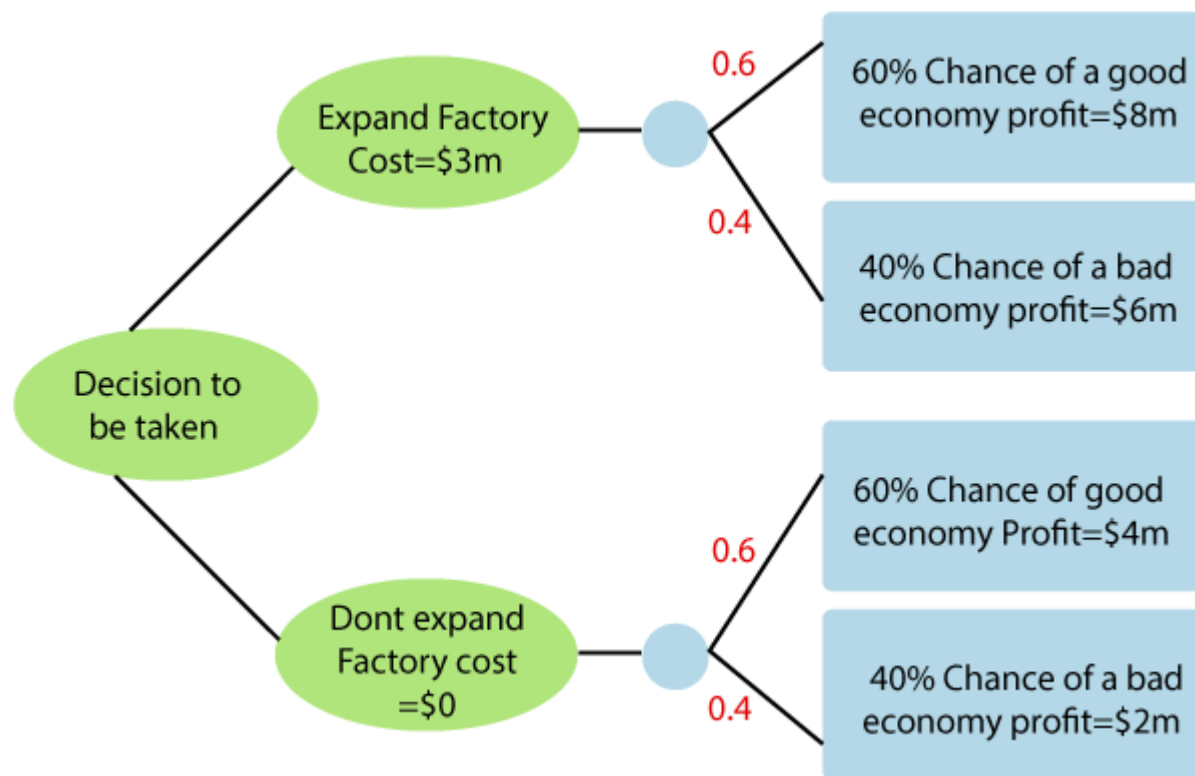 Expand Factory
Cost=$3m
0.6
60% Chance of a good
economy profit=$8m
0.4
40% Chance of a bad
economy profit=$6m
Decision to
be taken
Dont expand
Factory cost
=$0
0.6
60% Chance of good
economy Profit=$4m
0.4
40% Chance of a bad
economy profit=$2m